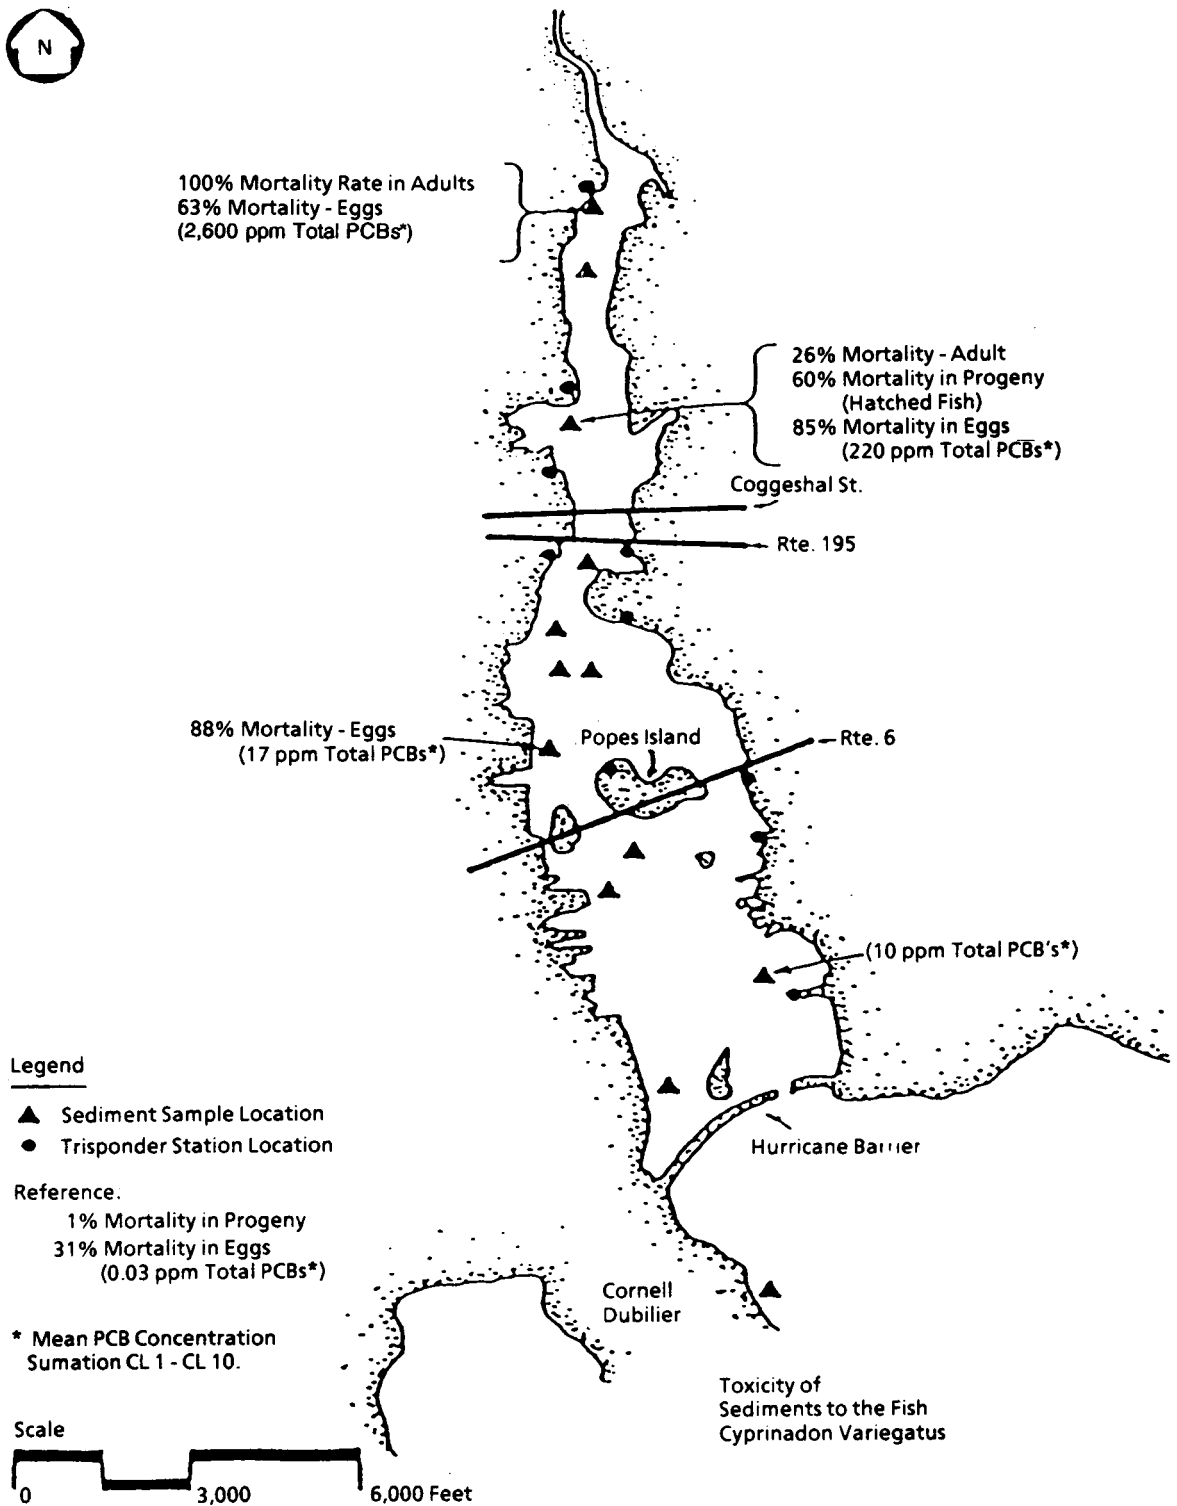 N
100% Mortality Rate in Adults
63% Mortality - Eggs
(2,600 ppm Total PCBs*)
26% Mortality - Adult
60% Mortality in Progeny
(Hatched Fish)
85% Mortality in Eggs
(220 ppm Total PCBs*)
Coggeshal St.
Rte. 195
88% Mortality - Eggs
(17 ppm Total PCBs*)
Popes Island
Rte. 6
(10 ppm Total PCB's*)
Hurricane Barrier
Legend
Sediment Sample Location
Trisponder Station Location
Reference.
1% Mortality in Progeny
31% Mortality in Eggs
(0.03 ppm Total PCBs*)
* Mean PCB Concentration
Sumation CL 1 - CL 10.
Cornell
Dubilier
Toxicity of
Sediments to the Fish
Cyprinadon Variegatus
Scale
0 3,000 6,000 Feet